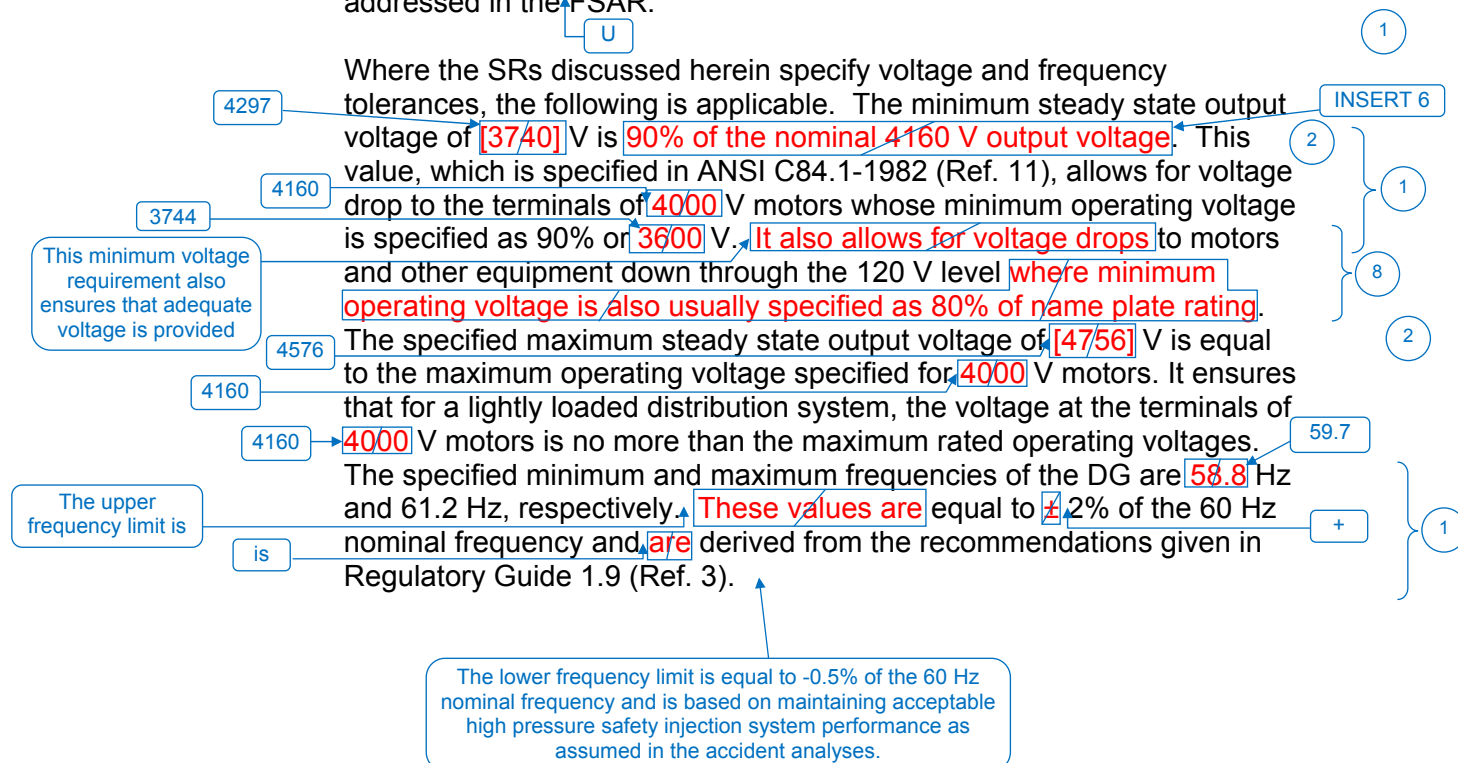 addressed in the FSAR.
U
1
Where the SRs discussed herein specify voltage and frequency
4297
tolerances, the following is applicable. The minimum steady state output
INSERT 6
voltage of [3740] V is 90% of the nominal 4160 V output voltage. This
2
value, which is specified in ANSI C84.1-1982 (Ref. 11), allows for voltage
4160
drop to the terminals of 4000 V motors whose minimum operating voltage
1
3744
is specified as 90% or 3600 V. It also allows for voltage drops to motors
This minimum voltage
requirement also
ensures that adequate
voltage is provided
and other equipment down through the 120 V level where minimum
8
operating voltage is also usually specified as 80% of name plate rating.
The specified maximum steady state output voltage of [4756] V is equal
2
4576
to the maximum operating voltage specified for 4000 V motors. It ensures
4160
that for a lightly loaded distribution system, the voltage at the terminals of
4160
4000 V motors is no more than the maximum rated operating voltages.
59.7
The specified minimum and maximum frequencies of the DG are 58.8 Hz
The upper
frequency limit is
and 61.2 Hz, respectively. These values are equal to ± 2% of the 60 Hz
+
1
is
nominal frequency and are derived from the recommendations given in
Regulatory Guide 1.9 (Ref. 3).
The lower frequency limit is equal to -0.5% of the 60 Hz
nominal frequency and is based on maintaining acceptable
high pressure safety injection system performance as
assumed in the accident analyses.